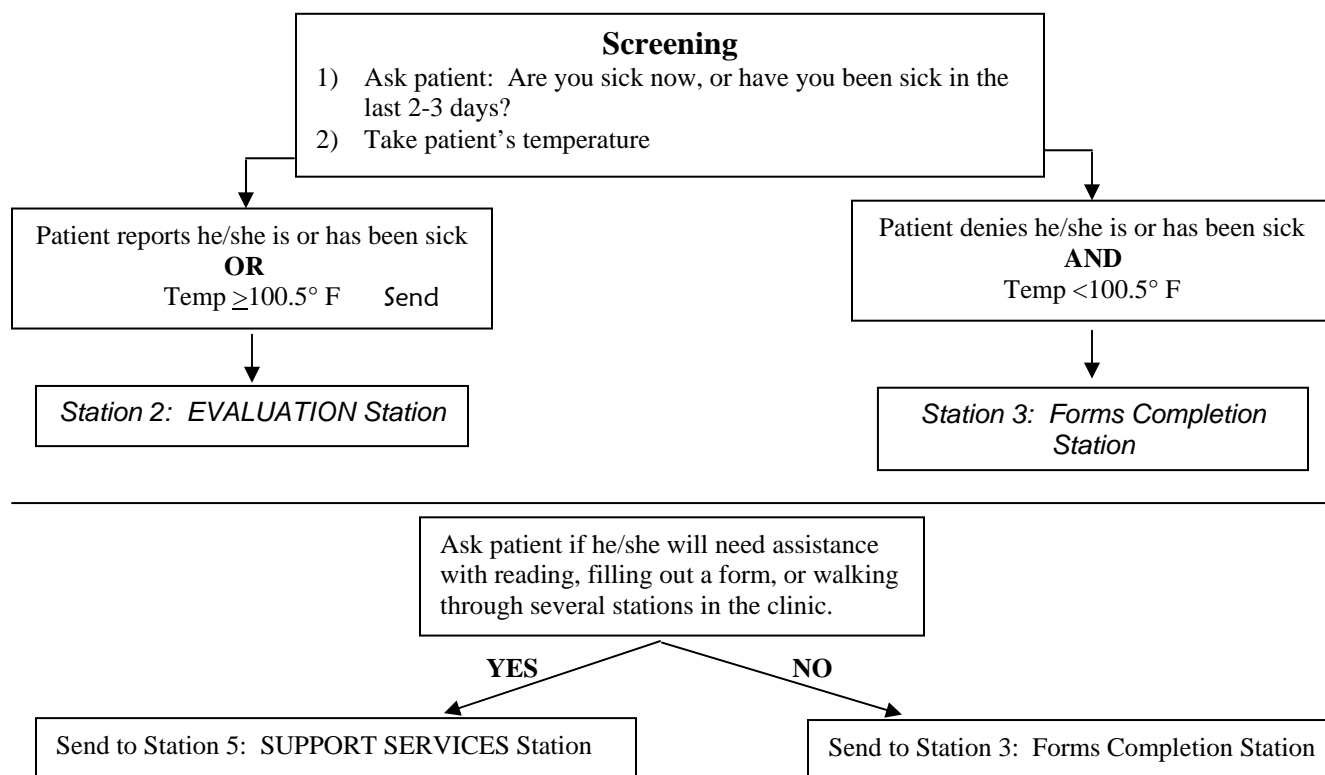 Screening
1) Ask patient: Are you sick now, or have you been sick in the
last 2-3 days?
2) Take patient’s temperature
Patient reports he/she is or has been sick
OR
Temp ≥100.5° F Send
Patient denies he/she is or has been sick
AND
Temp <100.5° F
Station 2: EVALUATION Station
Station 3: Forms Completion
Station
Ask patient if he/she will need assistance
with reading, filling out a form, or walking
through several stations in the clinic.
YES
NO
Send to Station 5: SUPPORT SERVICES Station
Send to Station 3: Forms Completion Station